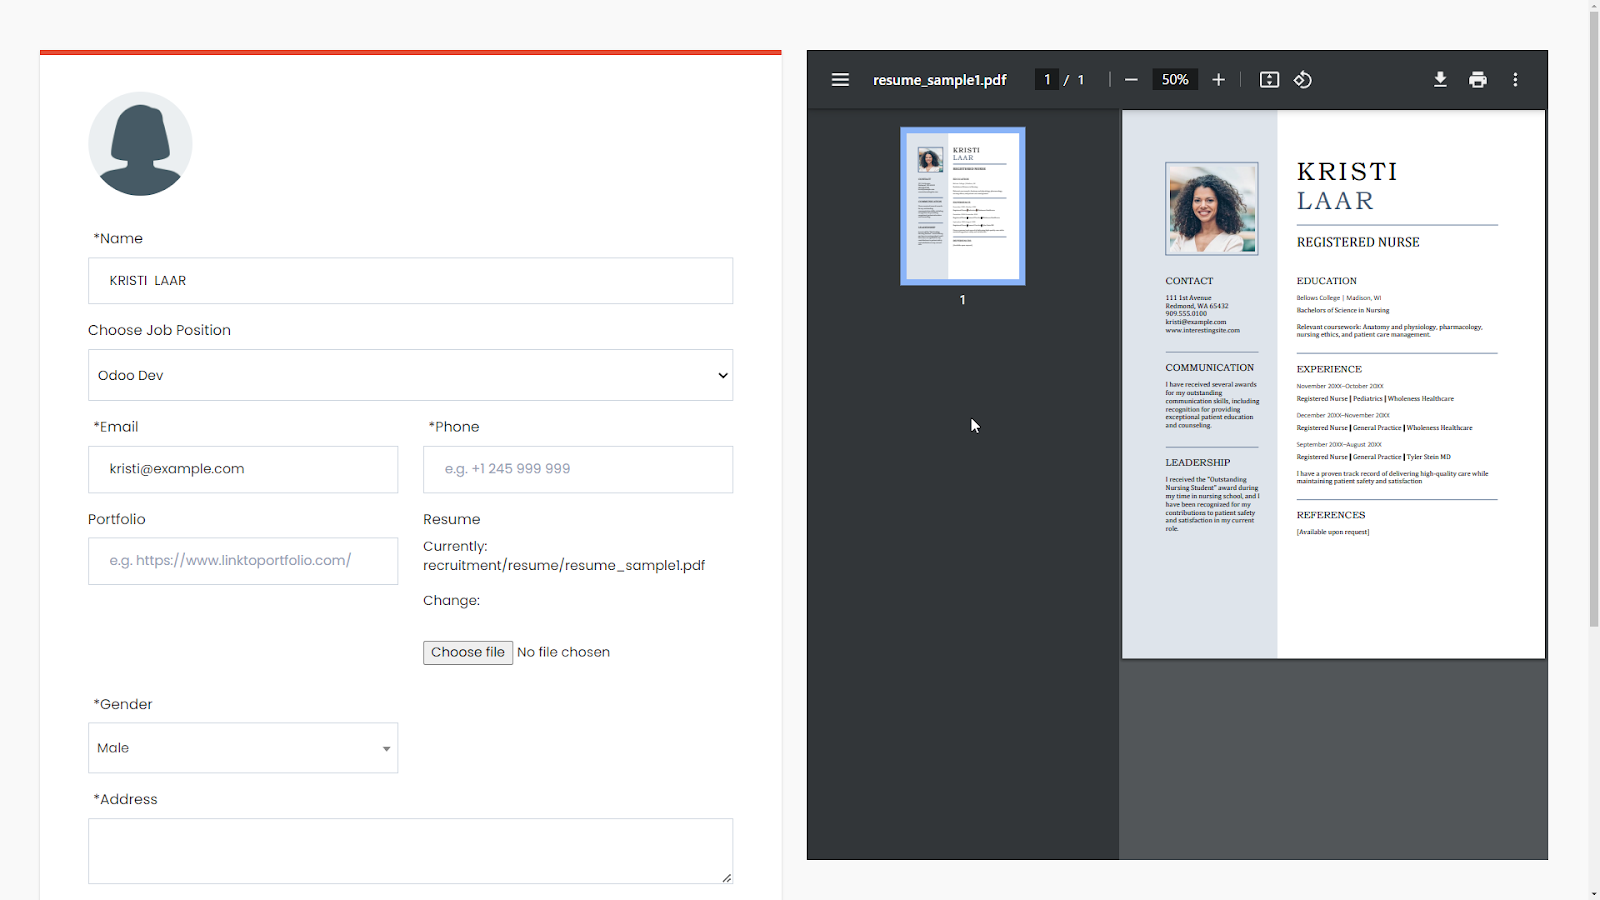 *Name
KRISTI LAAR
Choose Job Position
Odoo Dev
*Email
*Phone
kristi@example.com
e.g. +1 245 999 999
Portfolio
Resume
e.g. https://www.linktoportfolio.com/
Currently:
recruitment/resume/resume_sample1.pdf
Change:
Choose file No file chosen
*Gender
Male
*Address
resume_sample1.pdf
1 / 1
50%
1
KRISTI
LAAR
REGISTERED NURSE
CONTACT
111 1st Avenue
Redmond, WA 65432
909.555.0100
kristi@example.com
www.interestingsite.com
COMMUNICATION
I have received several awards
for my outstanding
communication skills, including
recognition for providing
exceptional patient education
and counseling.
LEADERSHIP
I received the "Outstanding
Nursing Student" award during
my time in nursing school, and I
have been recognized for my
contributions to patient safety
and satisfaction in my current
role.
EDUCATION
Bellows College | Madison, WI
Bachelors of Science in Nursing
Relevant coursework: Anatomy and physiology, pharmacology,
nursing ethics, and patient care management.
EXPERIENCE
November 20XX–October 20XX
Registered Nurse | Pediatrics | Wholeness Healthcare
December 20XX–November 20XX
Registered Nurse | General Practice | Wholeness Healthcare
September 20XX–August 20XX
Registered Nurse | General Practice | Tyler Stein MD
I have a proven track record of delivering high-quality care while
maintaining patient safety and satisfaction
REFERENCES
[Available upon request]